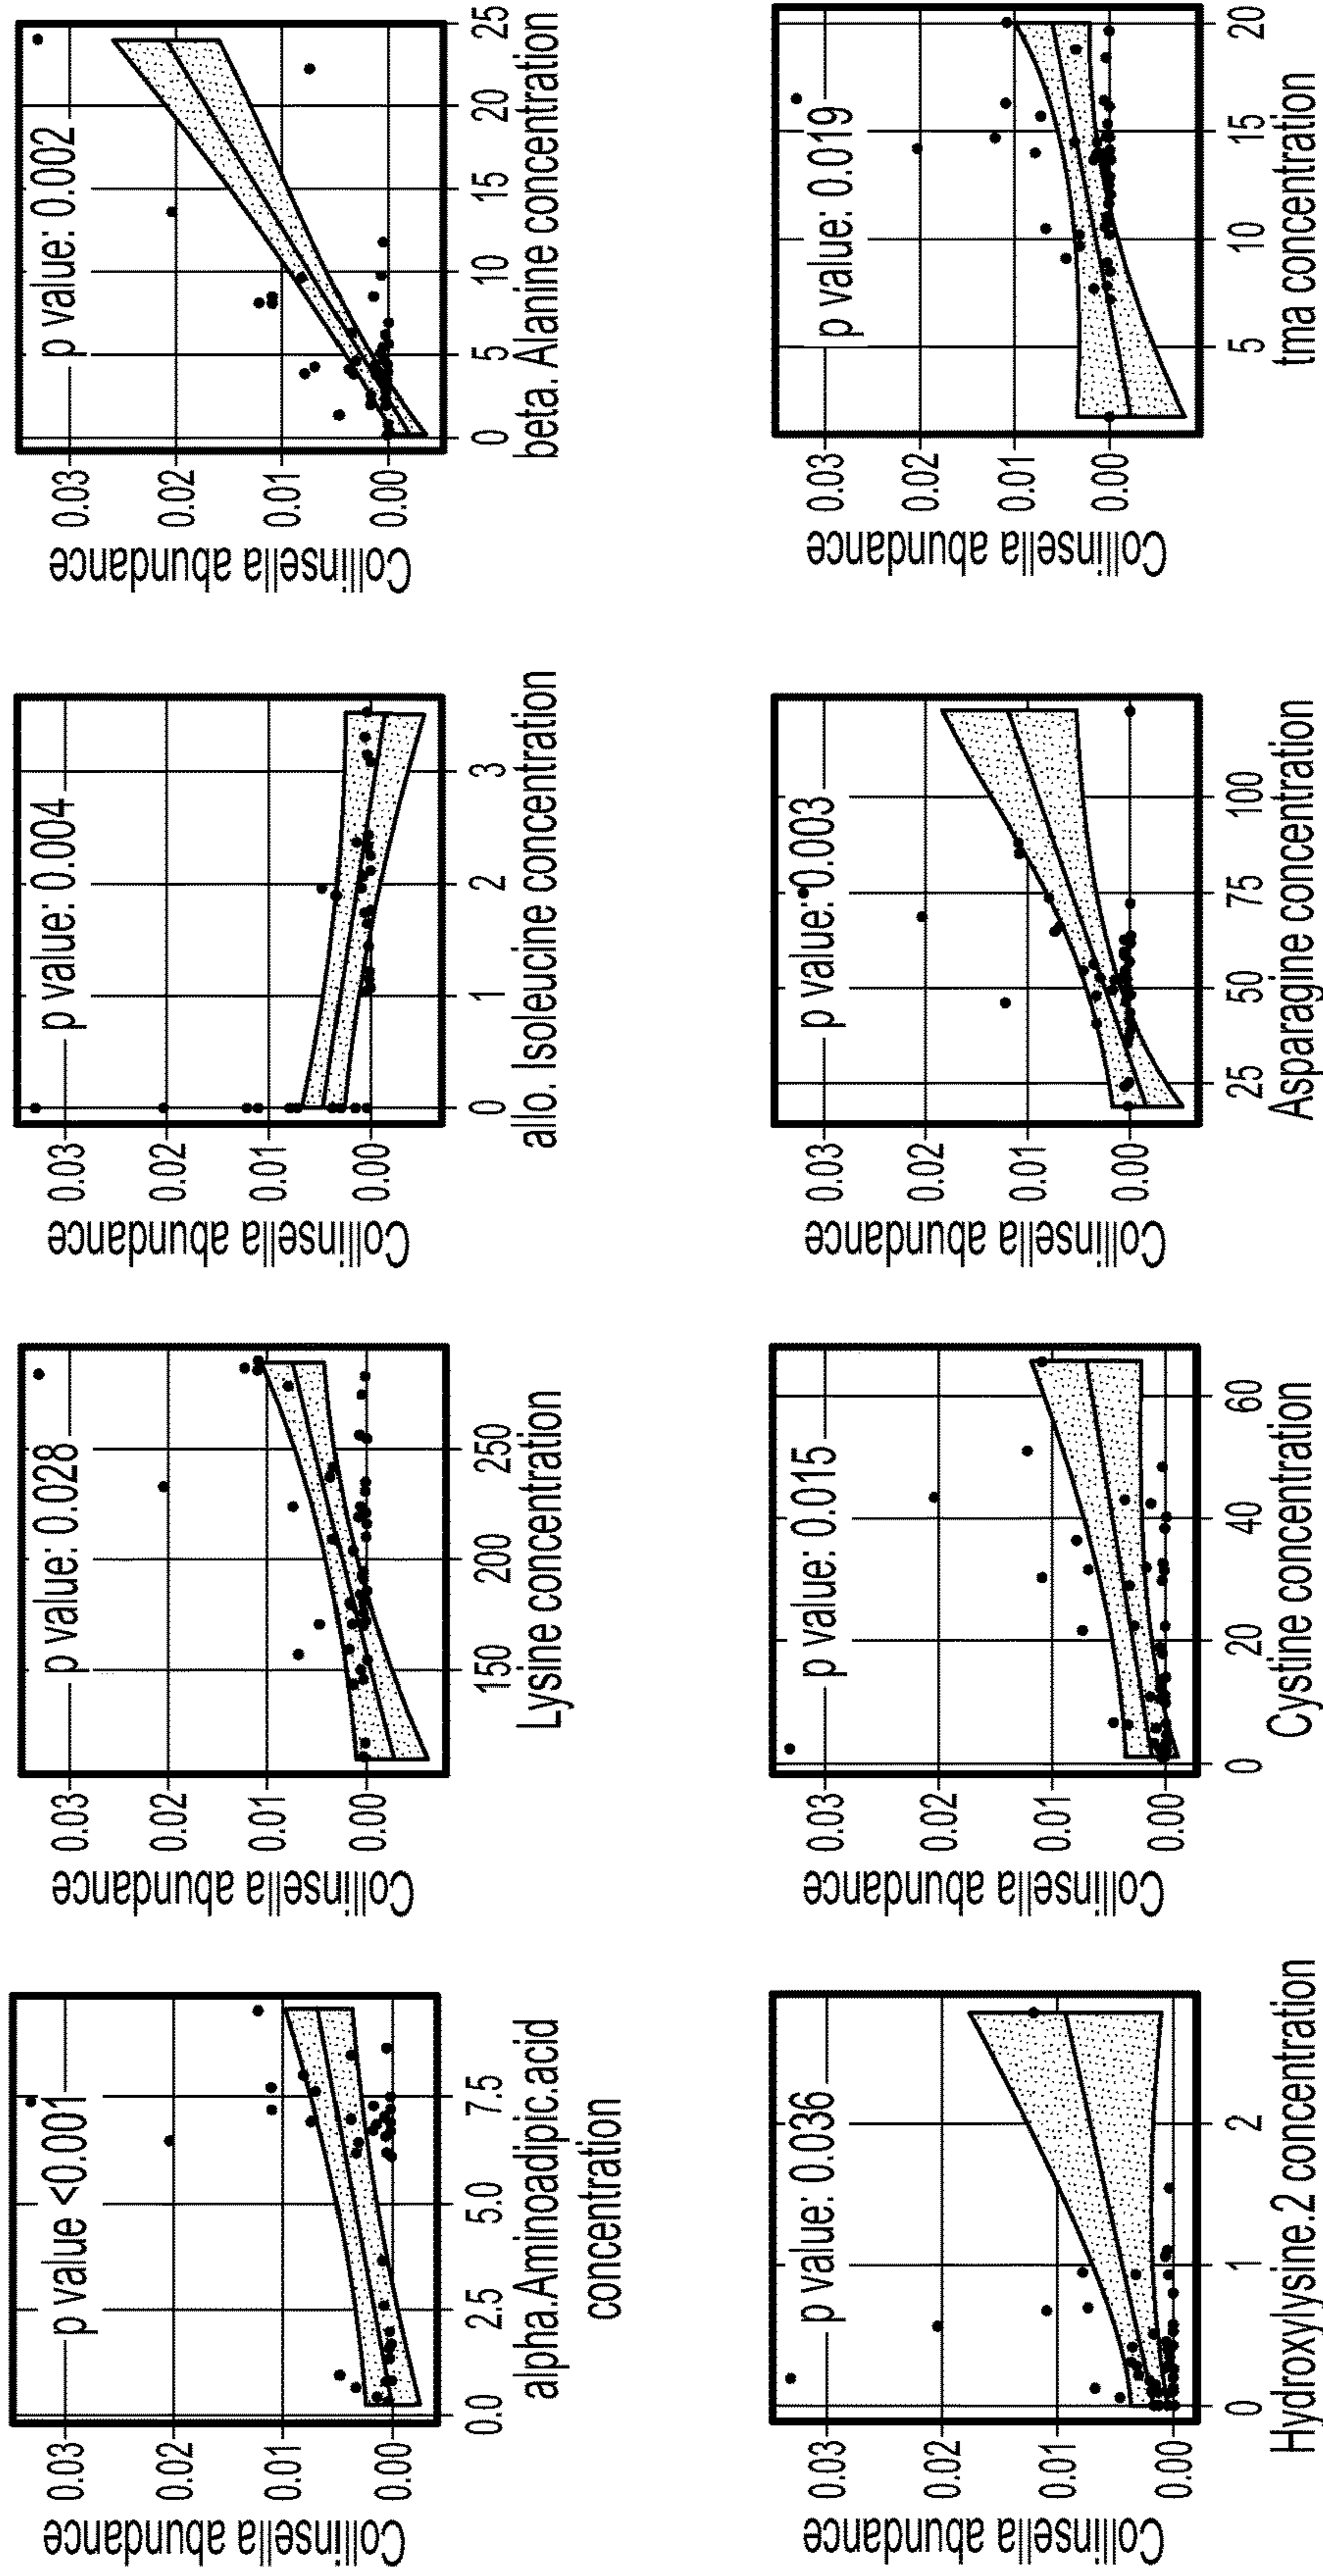 p value <0.001
Collinsella abundance
0.03
0.02
0.01
0.00
0.0
2.5
5.0
7.5
alpha.Aminoadipic.acid
concentration
p value: 0.028
Collinsella abundance
0.03
0.02
0.01
0.00
150
200
250
Lysine concentration
p value: 0.004
Collinsella abundance
0.03
0.02
0.01
0.00
0
1
2
3
allo. Isoleucine concentration
p value: 0.002
Collinsella abundance
0.03
0.02
0.01
0.00
0
5
10
15
20
25
beta. Alanine concentration
p value: 0.036
Collinsella abundance
0.03
0.02
0.01
0.00
0
1
2
Hydroxylysine.2 concentration
p value: 0.015
Collinsella abundance
0.03
0.02
0.01
0.00
0
20
40
60
Cystine concentration
p value: 0.003
Collinsella abundance
0.03
0.02
0.01
0.00
25
50
75
100
Asparagine concentration
p value: 0.019
Collinsella abundance
0.03
0.02
0.01
0.00
5
10
15
20
tma concentration